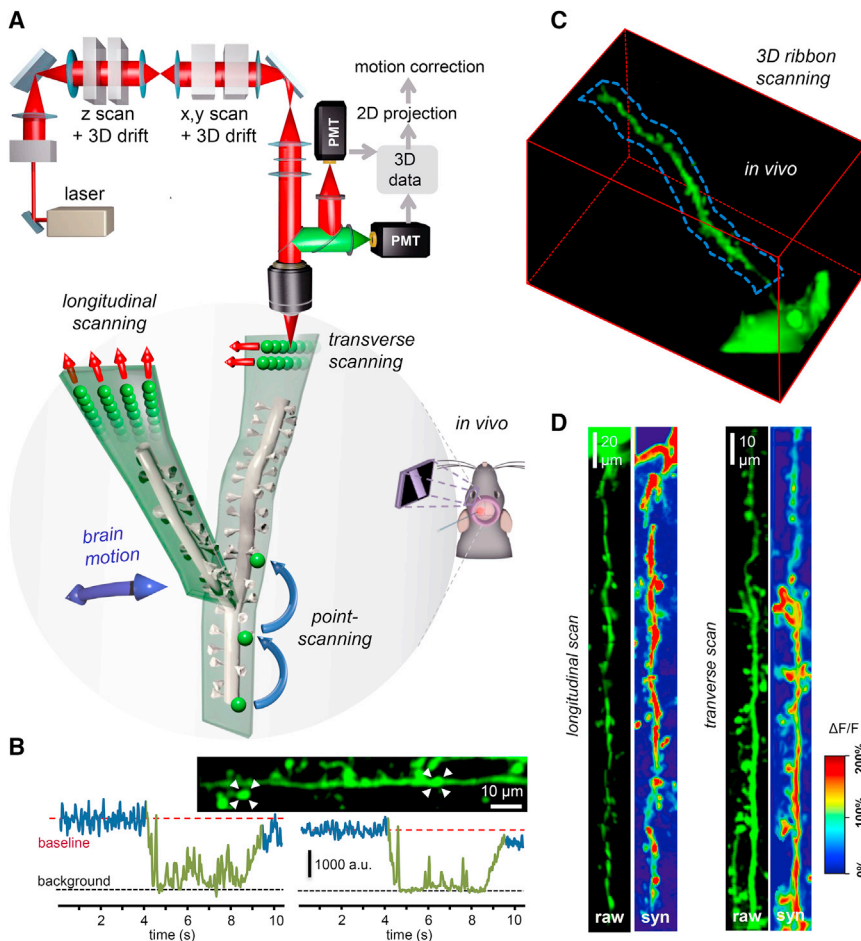 A
z scan
+ 3D drift
x,y scan
+ 3D drift
laser
PMT
PMT
3D
data
2D projection
motion correction
longitudinal
scanning
transverse
scanning
in vivo
brain
motion
point-
scanning
B
10 µm
baseline
background
1000 a.u.
2 4 6 8 10
time (s)
2 4 6 8 10
time (s)
C
3D ribbon
scanning
in vivo
D
20
µm
longitudinal scan
raw
syn
10
µm
tranverse scan
raw
syn
ΔF/F
200%
100%
0%